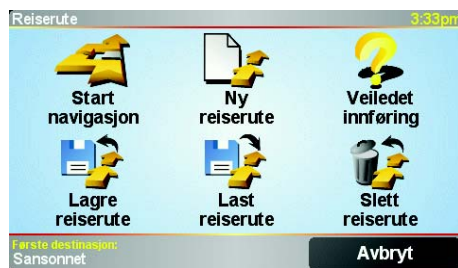 Reiserute 3:33pm
Start
navigasjon
Ny
reiserute
Veiledet
innføring
Lagre
reiserute
Last
reiserute
Slett
reiserute
Første destinasjon:
Sansonnet
Avbryt